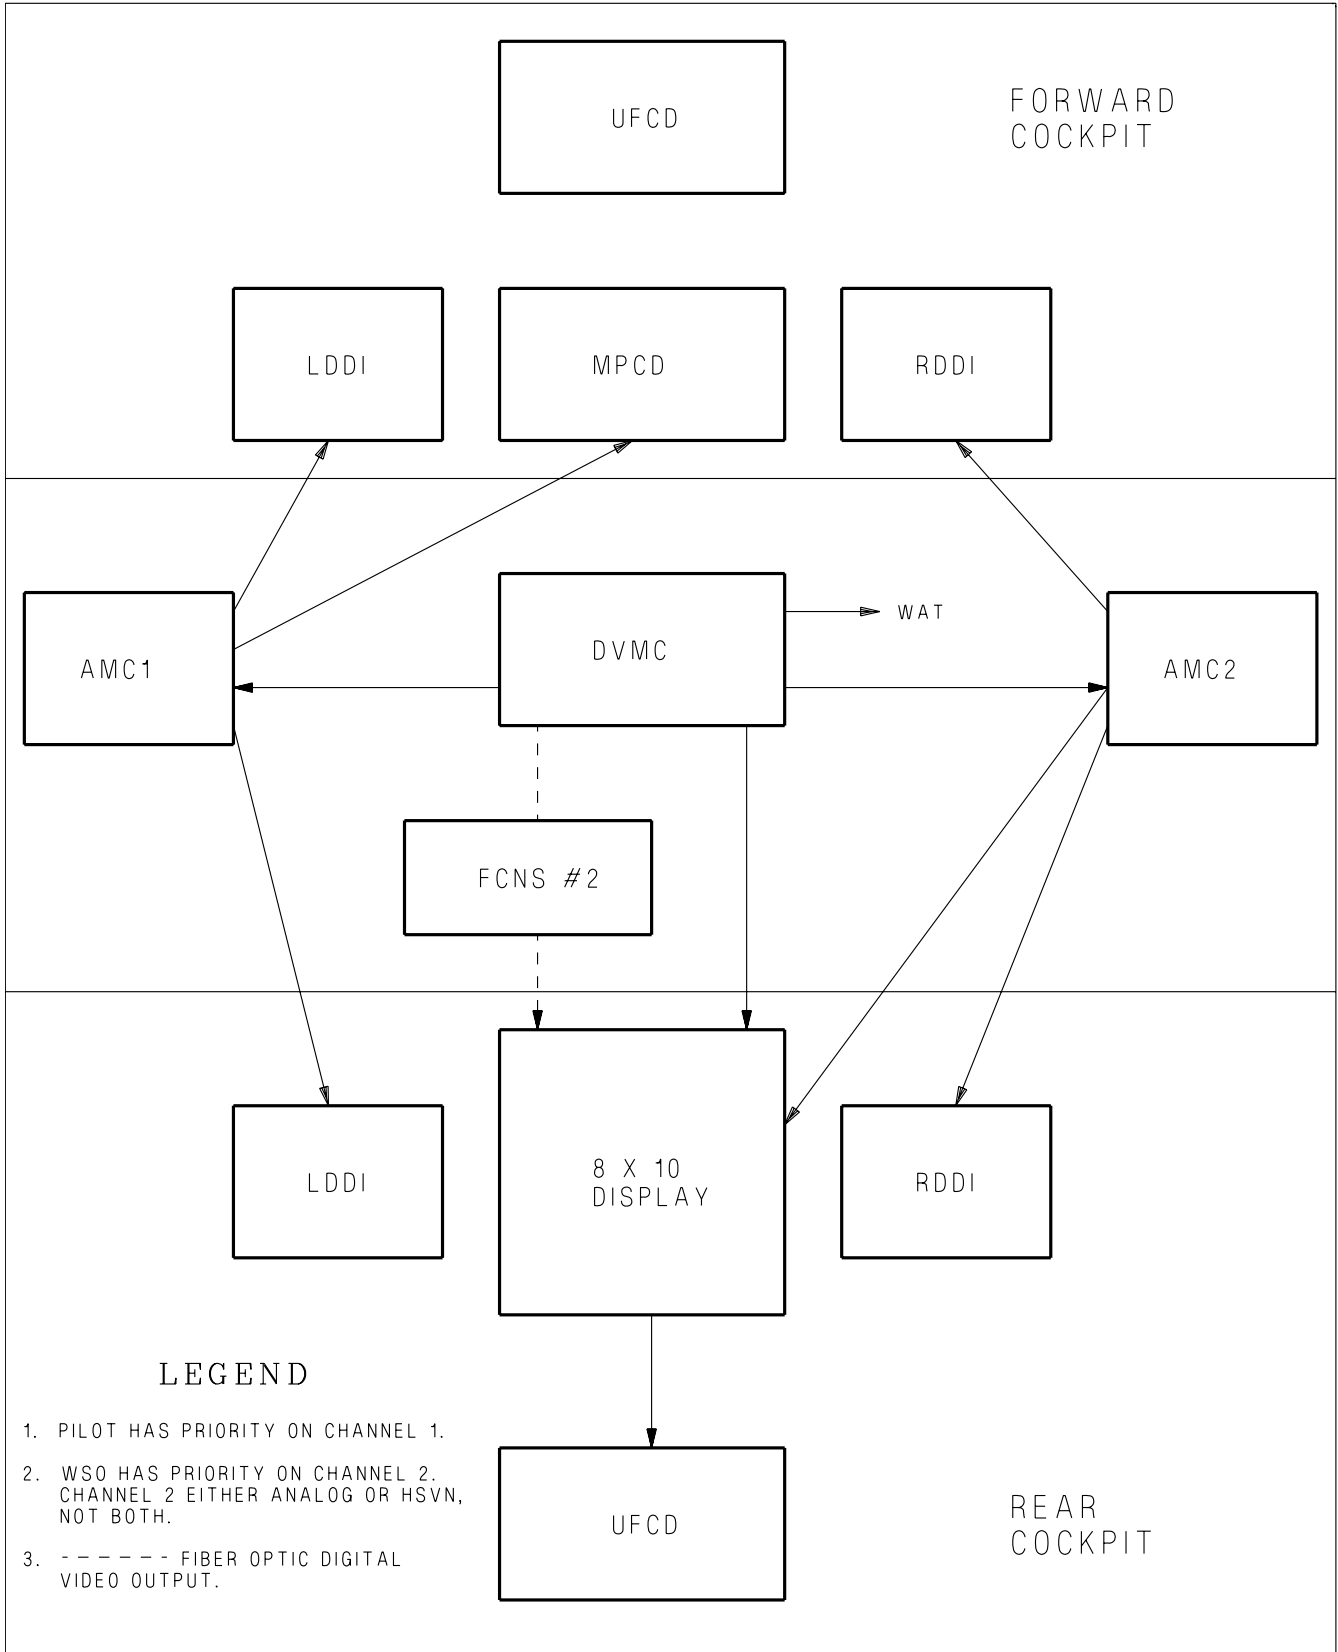 UFCD
FORWARD
COCKPIT
LDDI
MPCD
RDDI
AMC1
DVMC
WAT
AMC2
FCNS #2
LDDI
8 X 10
DISPLAY
RDDI
LEGEND
1. PILOT HAS PRIORITY ON CHANNEL 1.
2. WSO HAS PRIORITY ON CHANNEL 2.
CHANNEL 2 EITHER ANALOG OR HSVN,
NOT BOTH.
3. ------ FIBER OPTIC DIGITAL
VIDEO OUTPUT.
UFCD
REAR
COCKPIT